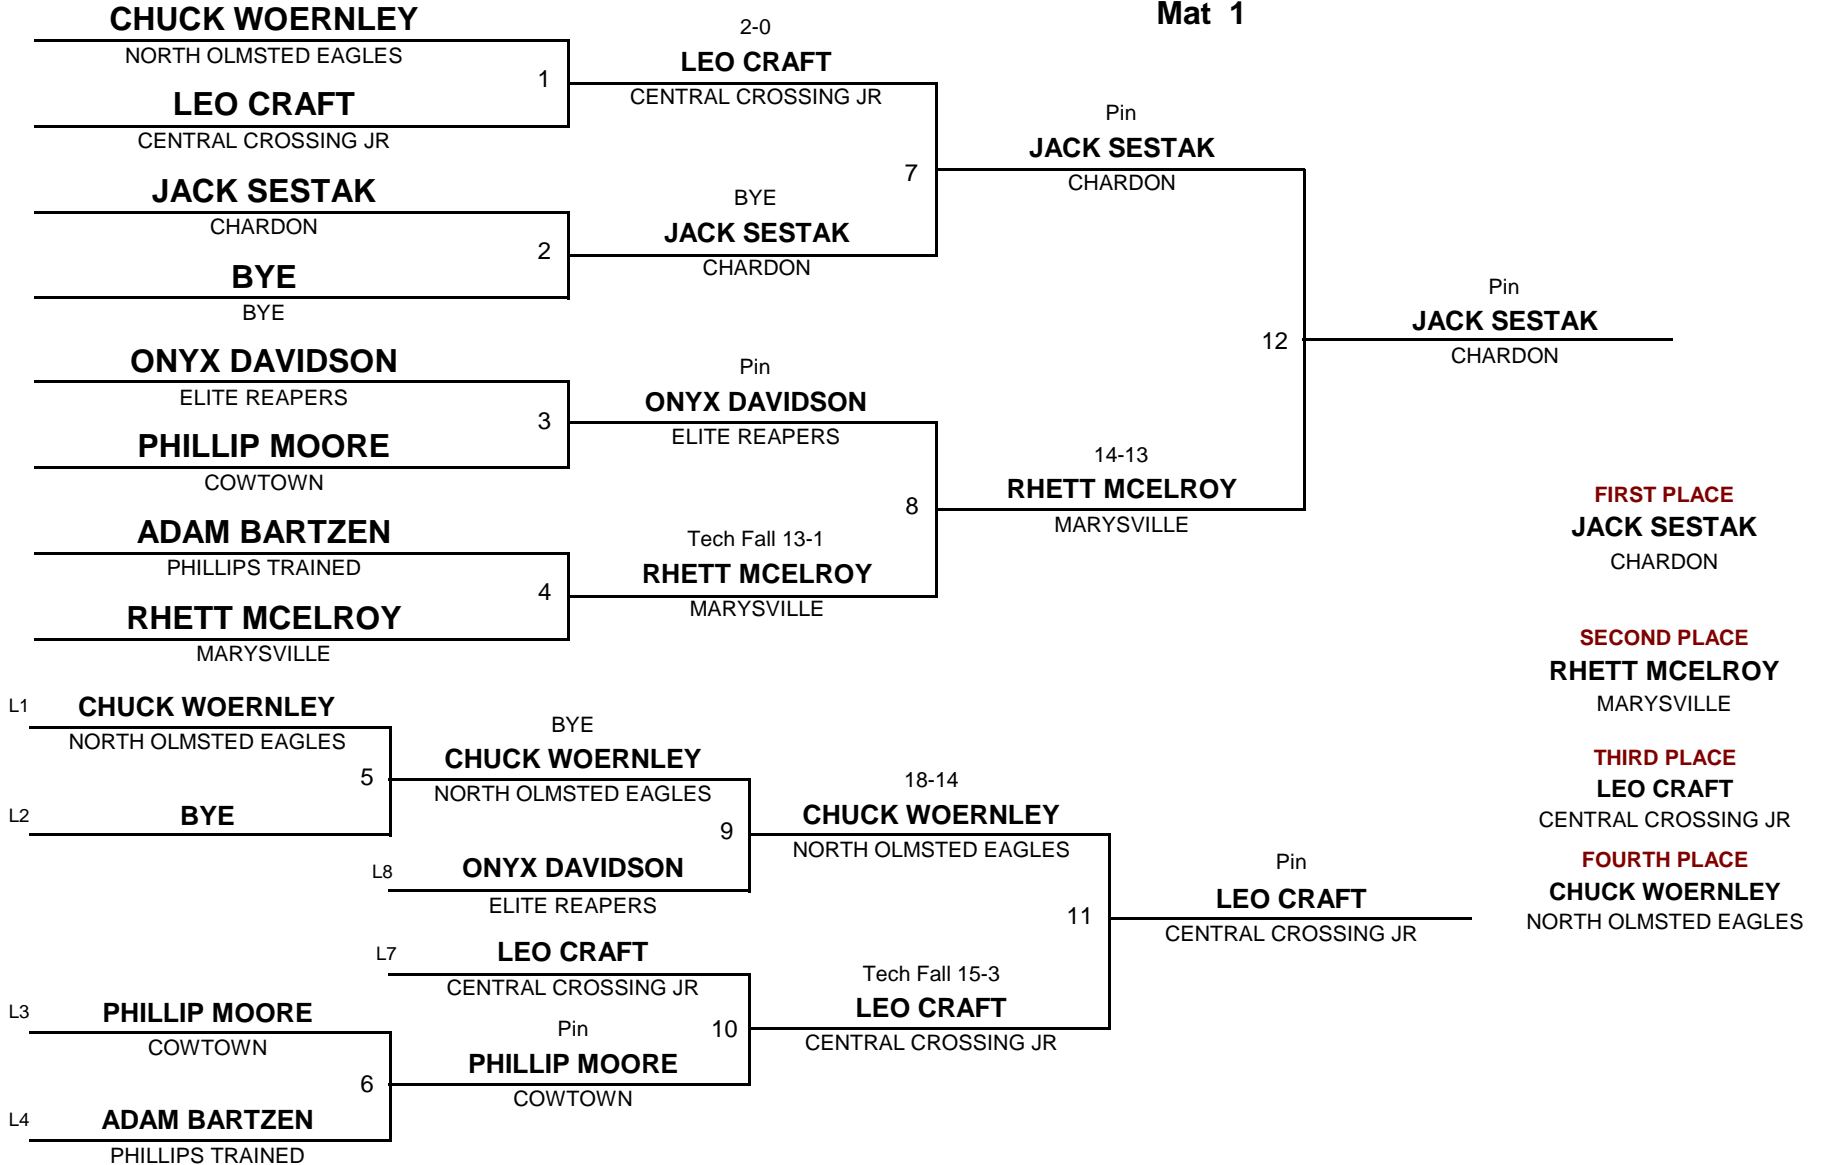 Mat 1
CHUCK WOERNLEY
NORTH OLMSTED EAGLES
1
LEO CRAFT
CENTRAL CROSSING JR
2-0
LEO CRAFT
CENTRAL CROSSING JR
JACK SESTAK
CHARDON
2
BYE
BYE
BYE
JACK SESTAK
CHARDON
7
Pin
JACK SESTAK
CHARDON
ONYX DAVIDSON
ELITE REAPERS
3
PHILLIP MOORE
COWTOWN
Pin
ONYX DAVIDSON
ELITE REAPERS
ADAM BARTZEN
PHILLIPS TRAINED
4
RHETT MCELROY
MARYSVILLE
Tech Fall 13-1
RHETT MCELROY
MARYSVILLE
8
14-13
RHETT MCELROY
MARYSVILLE
12
Pin
JACK SESTAK
CHARDON
L1
CHUCK WOERNLEY
NORTH OLMSTED EAGLES
5
L2
BYE
BYE
CHUCK WOERNLEY
NORTH OLMSTED EAGLES
9
L8
ONYX DAVIDSON
ELITE REAPERS
18-14
CHUCK WOERNLEY
NORTH OLMSTED EAGLES
L7
LEO CRAFT
CENTRAL CROSSING JR
10
L3
PHILLIP MOORE
COWTOWN
6
L4
ADAM BARTZEN
PHILLIPS TRAINED
Pin
PHILLIP MOORE
COWTOWN
Tech Fall 15-3
LEO CRAFT
CENTRAL CROSSING JR
11
Pin
LEO CRAFT
CENTRAL CROSSING JR
FIRST PLACE
JACK SESTAK
CHARDON
SECOND PLACE
RHETT MCELROY
MARYSVILLE
THIRD PLACE
LEO CRAFT
CENTRAL CROSSING JR
FOURTH PLACE
CHUCK WOERNLEY
NORTH OLMSTED EAGLES